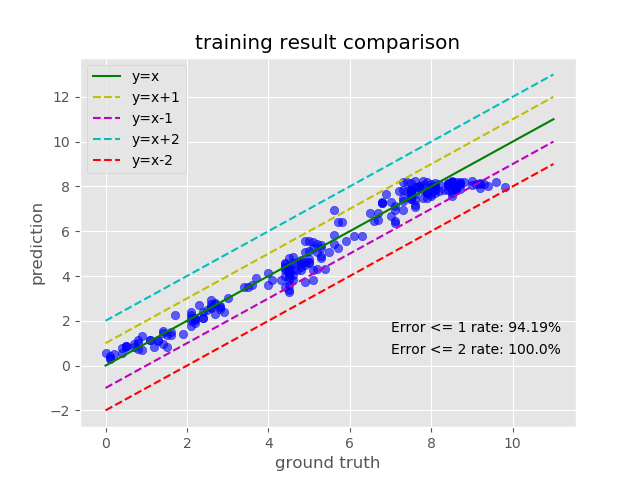 training result comparison
y=x
y=x+1
y=x-1
y=x+2
y=x-2
12
10
8
6
4
2
0
−2
prediction
Error <= 1 rate: 94.19%
Error <= 2 rate: 100.0%
0 2 4 6 8 10
ground truth